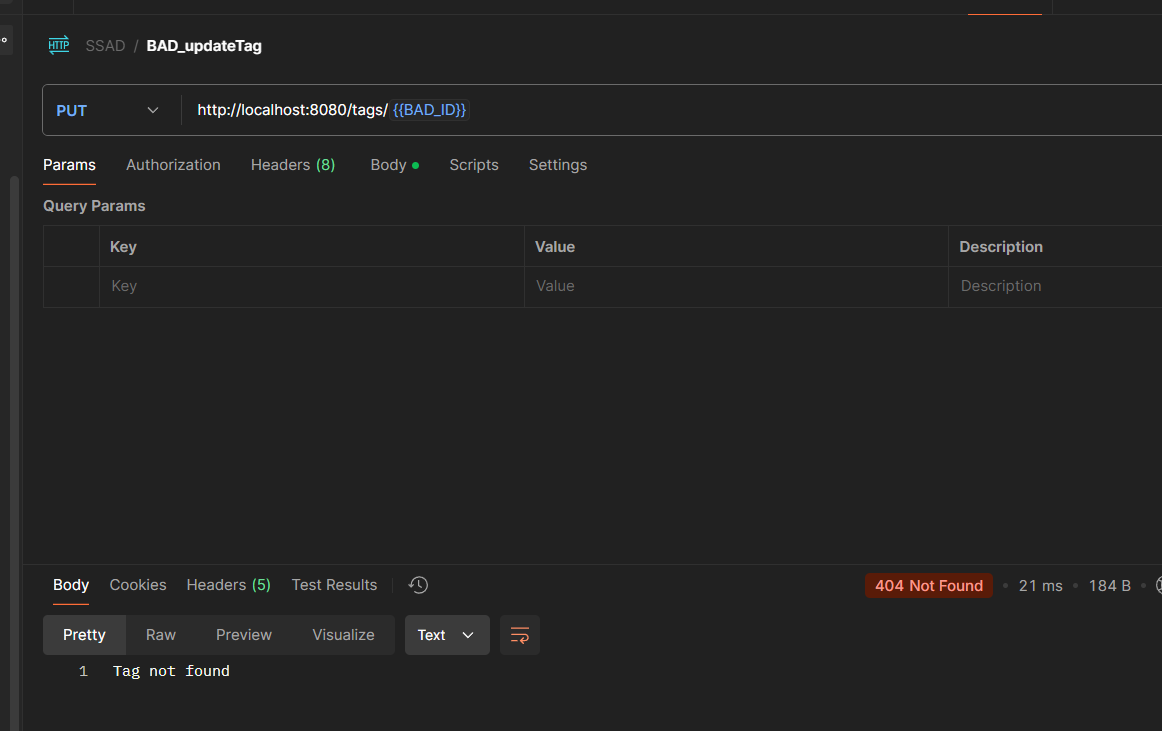 HTTP SSAD / BAD_updateTag
PUT http://localhost:8080/tags/ {{BAD_ID}}
Params Authorization Headers (8) Body Scripts Settings
Query Params
Key Value Description
Key Value Description
Body Cookies Headers (5) Test Results 404 Not Found 21 ms 184 B
Pretty Raw Preview Visualize Text
1 Tag not found